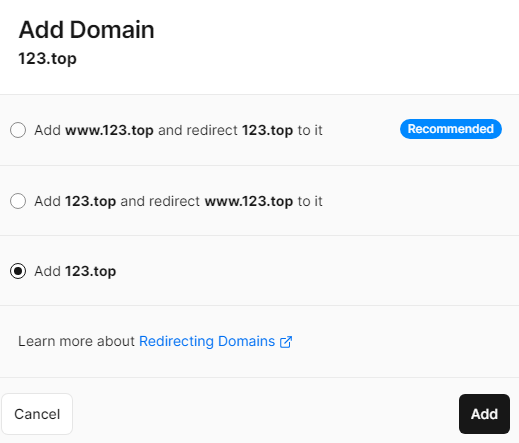 Add Domain
123.top
Add www.123.top and redirect 123.top to it
Recommended
Add 123.top and redirect www.123.top to it
Add 123.top
Learn more about Redirecting Domains
Cancel
Add